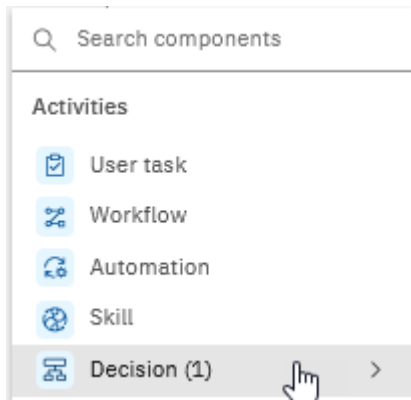 Search components
Activities
User task
Workflow
Automation
Skill
Decision (1)